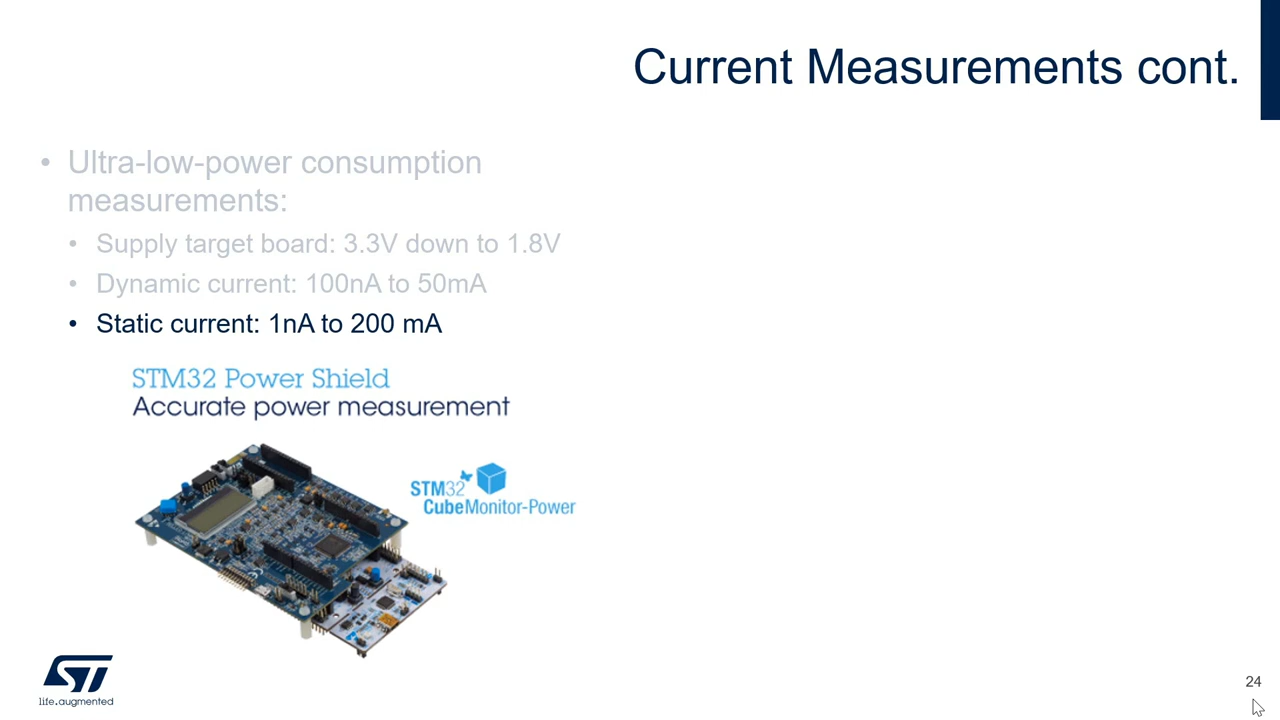 Current Measurements cont.
• Ultra-low-power consumption
measurements:
• Supply target board: 3.3V down to 1.8V
• Dynamic current: 100nA to 50mA
• Static current: 1nA to 200 mA
STM32 Power Shield
Accurate power measurement
STM32
CubeMonitor-Power
ST
life.augmented
24